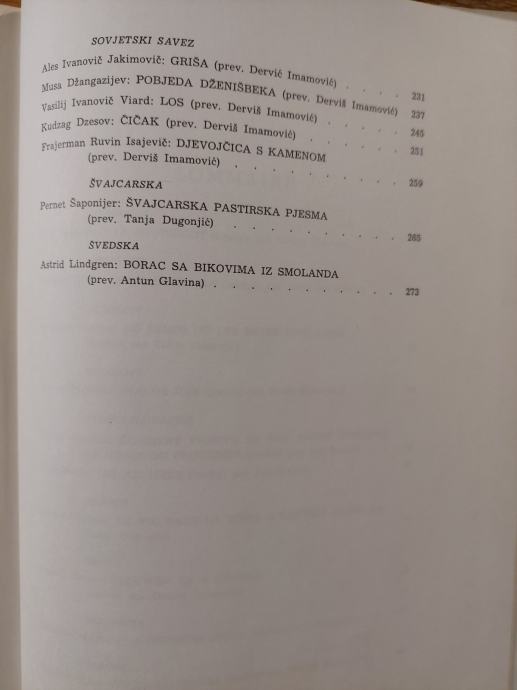 SOVJETSKI SAVEZ
Ales Ivanovič Jakimovič: GRIŠA (prev. Dervić Imamović) . . . . 231
Musa Džangazijev: POBJEDA DŽENIŠBEKA (prev. Derviš Imamović) 237
Vasilij Ivanovič Viard: LOS (prev. Derviš Imamović) . . . . . 245
Kudzag Dzesov: ČIČAK (prev. Derviš Imamović) . . . . . . 251
Frajerman Ruvin Isajevič: DJEVOJČICA S KAMENOM
(prev. Derviš Imamović) . . . . . . . . . 259
ŠVAJCARSKA
Pernet Šaponijer: ŠVAJCARSKA PASTIRSKA PJESMA
(prev. Tanja Dugonjić) . . . . . . . . . . 265
ŠVEDSKA
Astrid Lindgren: BORAC SA BIKOVIMA IZ SMOLANDA
(prev. Antun Glavina) . . . . . . . . . . . 273